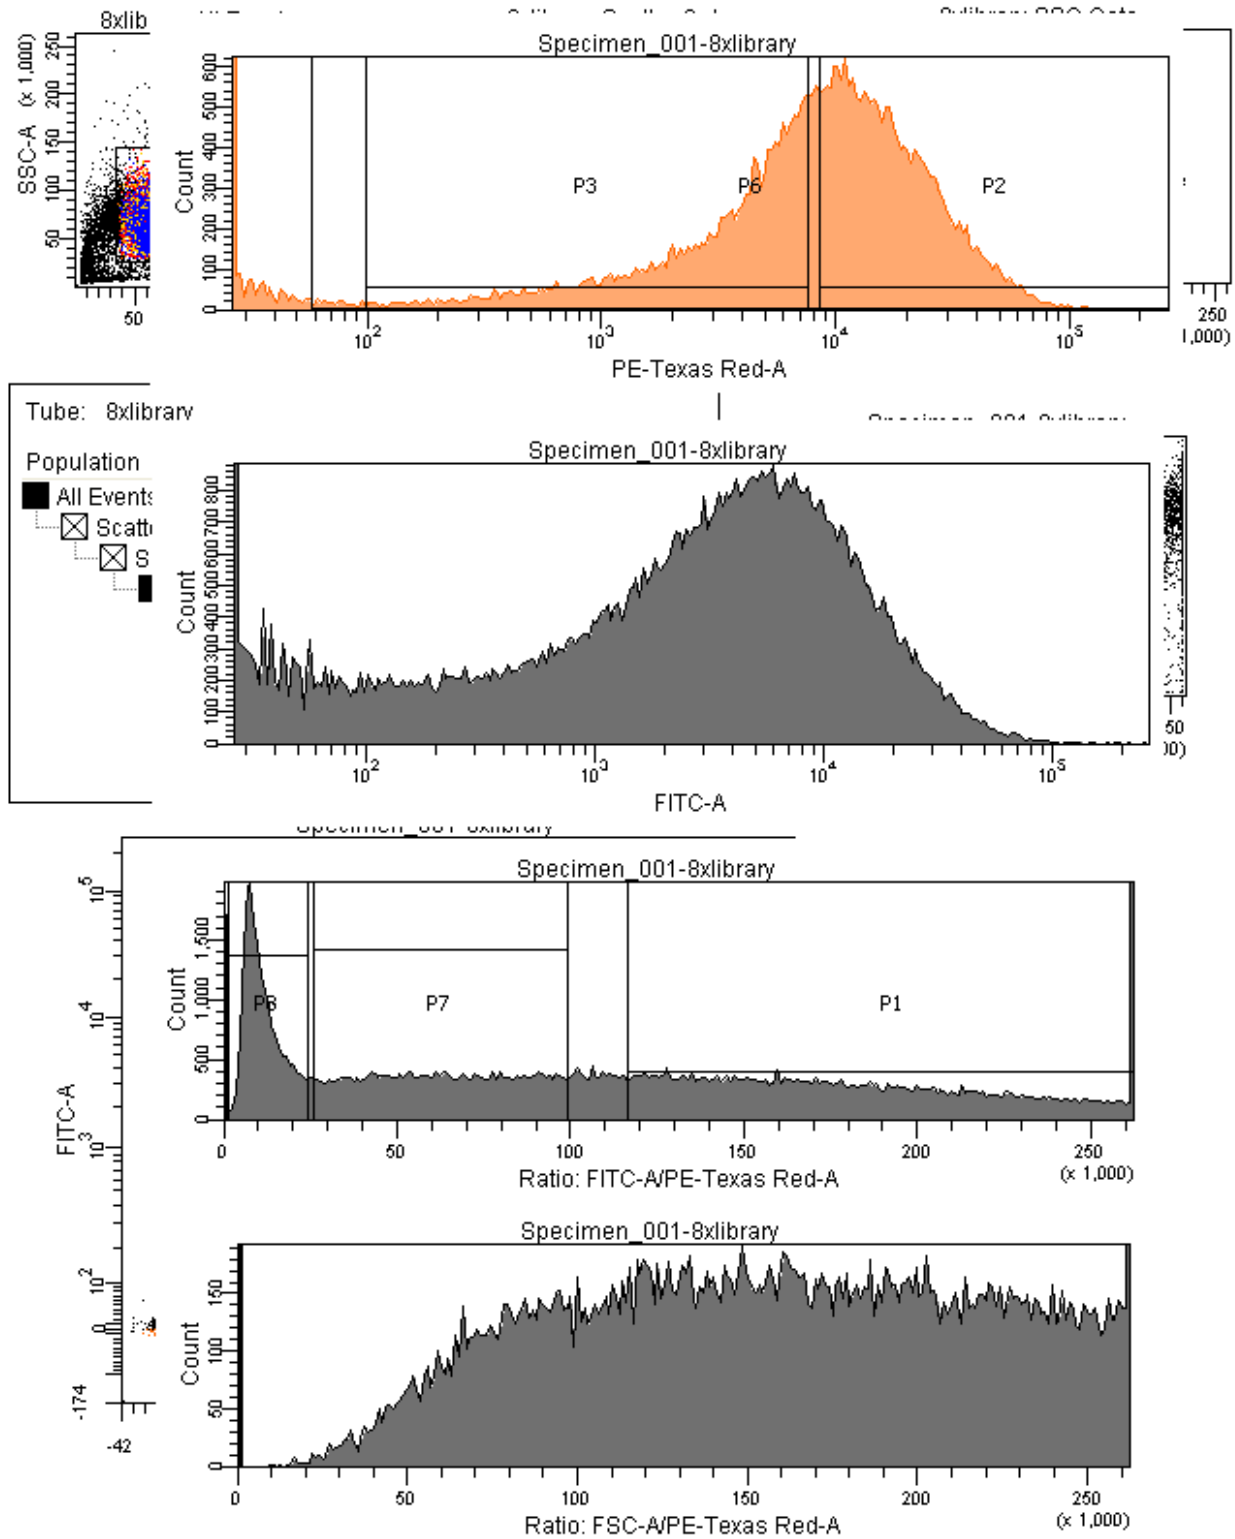 8xlib
SSC-A (x 1,000)
250
200
150
100
50
50
Specimen_001-8xlibrary
Count
600
500
400
300
200
100
0
P3
P6
P2
10^2
10^3
10^4
10^5
PE-Texas Red-A
250
1,000)
Tube: 8xlibrary
Population
All Events
Scatt
S
Specimen_001-8xlibrary
Count
800
700
600
500
400
300
200
100
0
10^2
10^3
10^4
10^5
FITC-A
50
00)
Specimen_001-8xlibrary
FITC-A
10^5
10^4
10^3
10^2
0
-174
-42
Specimen_001-8xlibrary
Count
1,500
1,000
500
0
P8
P7
P1
0
50
100
150
200
250
(x 1,000)
Ratio: FITC-A/PE-Texas Red-A
Specimen_001-8xlibrary
Count
150
100
50
0
0
50
100
150
200
250
(x 1,000)
Ratio: FSC-A/PE-Texas Red-A